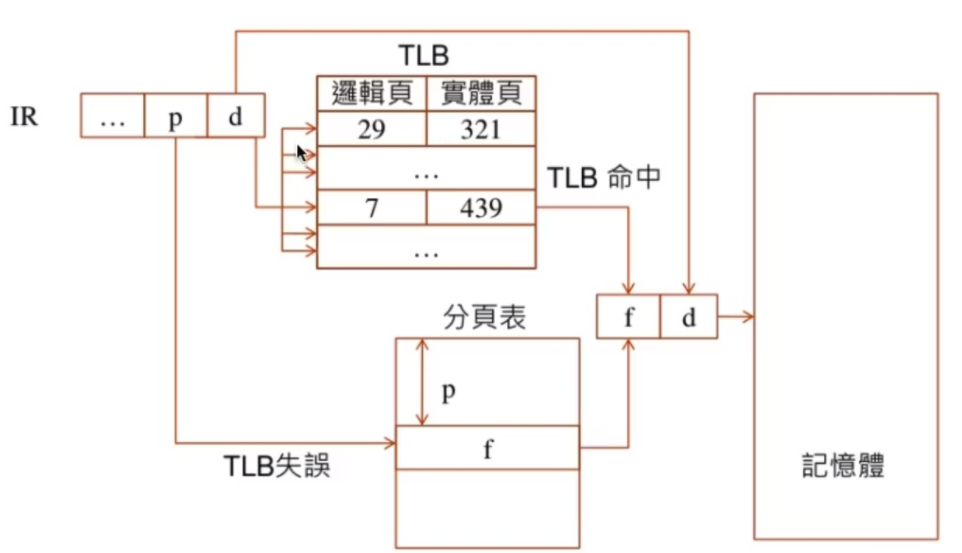 TLB
IR
… p d
邏輯頁 實體頁
29 321
…
7 439
…
TLB 命中
f d
分頁表
p
f
TLB失誤
記憶體